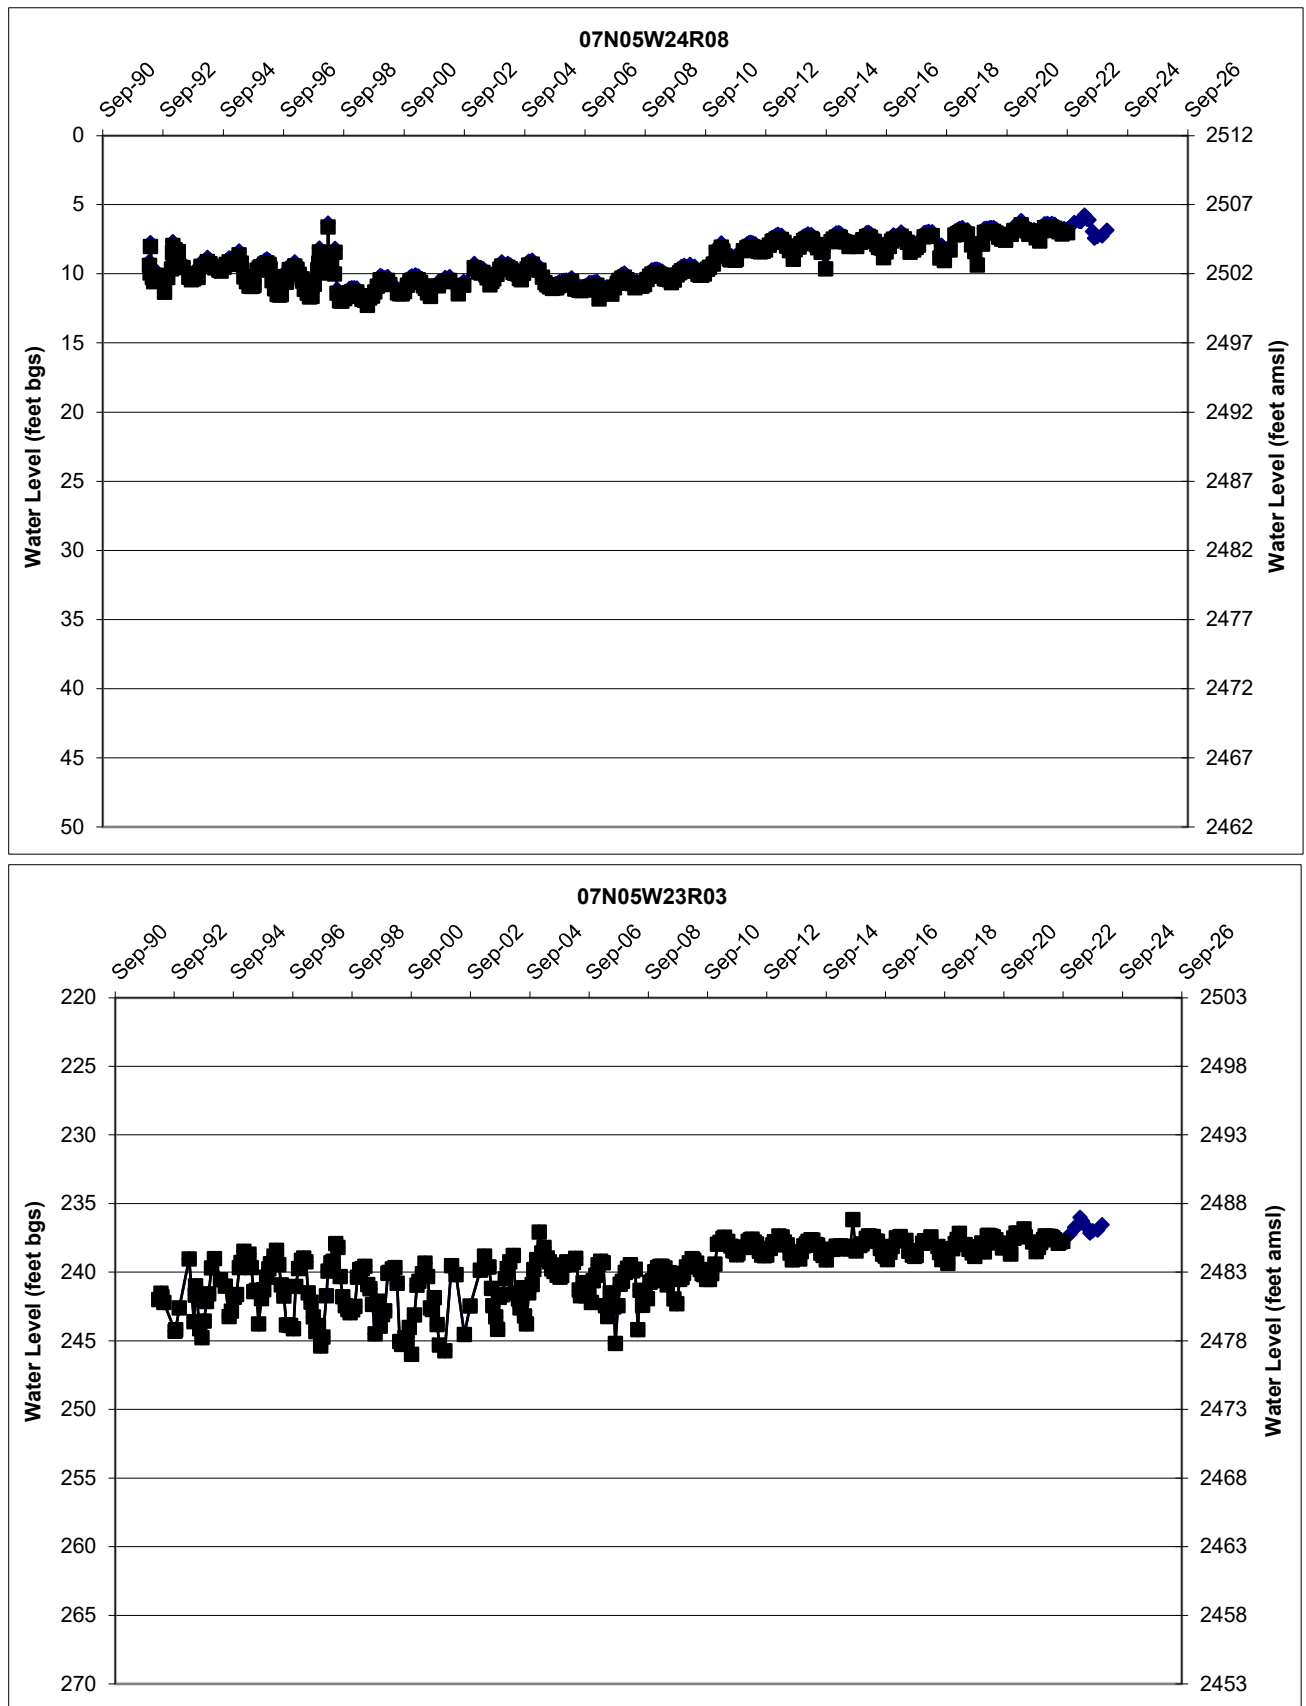 07N05W24R08
Sep-90 Sep-92 Sep-94 Sep-96 Sep-98 Sep-00 Sep-02 Sep-04 Sep-06 Sep-08 Sep-10 Sep-12 Sep-14 Sep-16 Sep-18 Sep-20 Sep-22 Sep-24 Sep-26
0 2512
5 2507
10 2502
15 2497
20 2492
25 2487
30 2482
35 2477
40 2472
45 2467
50 2462
Water Level (feet bgs)
Water Level (feet amsl)
07N05W23R03
Sep-90 Sep-92 Sep-94 Sep-96 Sep-98 Sep-00 Sep-02 Sep-04 Sep-06 Sep-08 Sep-10 Sep-12 Sep-14 Sep-16 Sep-18 Sep-20 Sep-22 Sep-24 Sep-26
220 2503
225 2498
230 2493
235 2488
240 2483
245 2478
250 2473
255 2468
260 2463
265 2458
270 2453
Water Level (feet bgs)
Water Level (feet amsl)